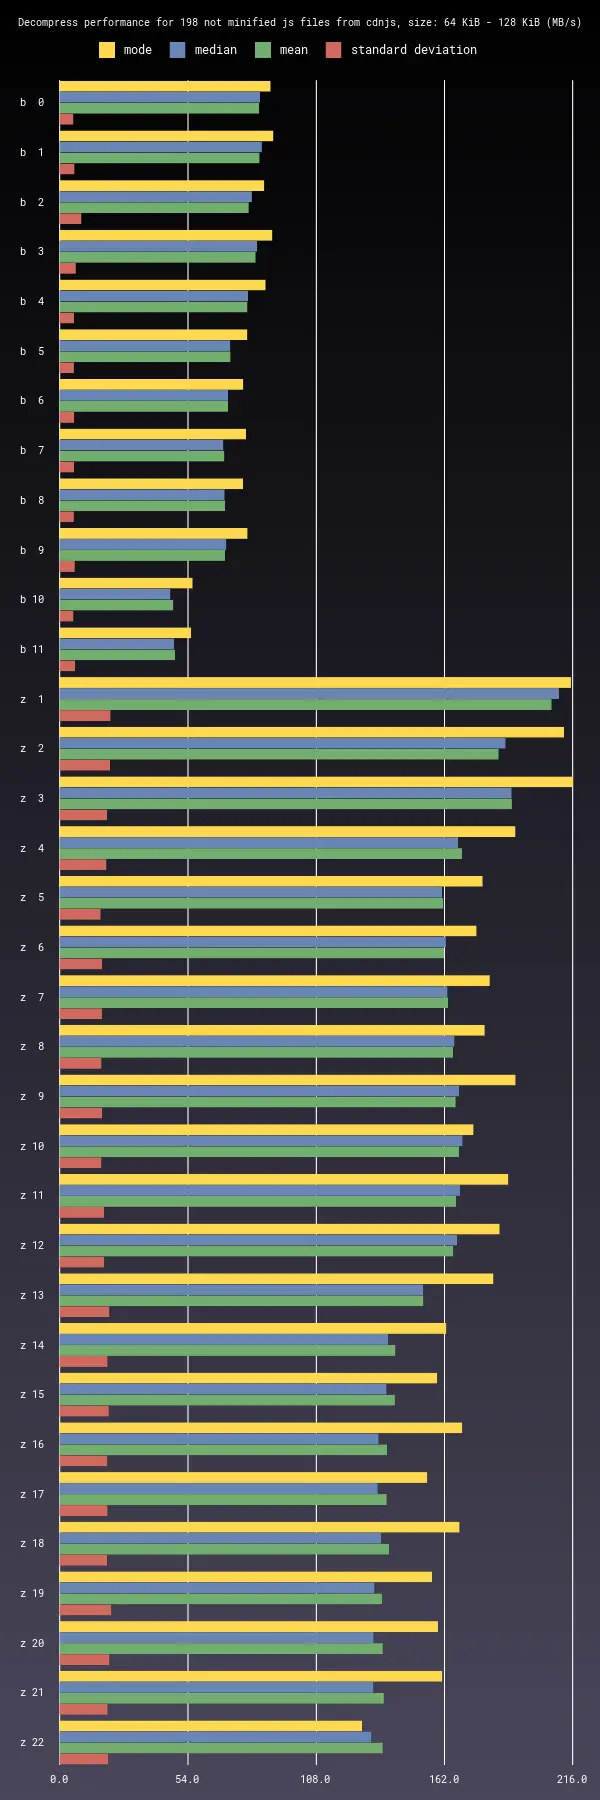 Decompress performance for 198 not minified js files from cdnjs, size: 64 KiB - 128 KiB (MB/s)
mode median mean standard deviation
b 0
b 1
b 2
b 3
b 4
b 5
b 6
b 7
b 8
b 9
b 10
b 11
z 1
z 2
z 3
z 4
z 5
z 6
z 7
z 8
z 9
z 10
z 11
z 12
z 13
z 14
z 15
z 16
z 17
z 18
z 19
z 20
z 21
z 22
0.0 54.0 108.0 162.0 216.0